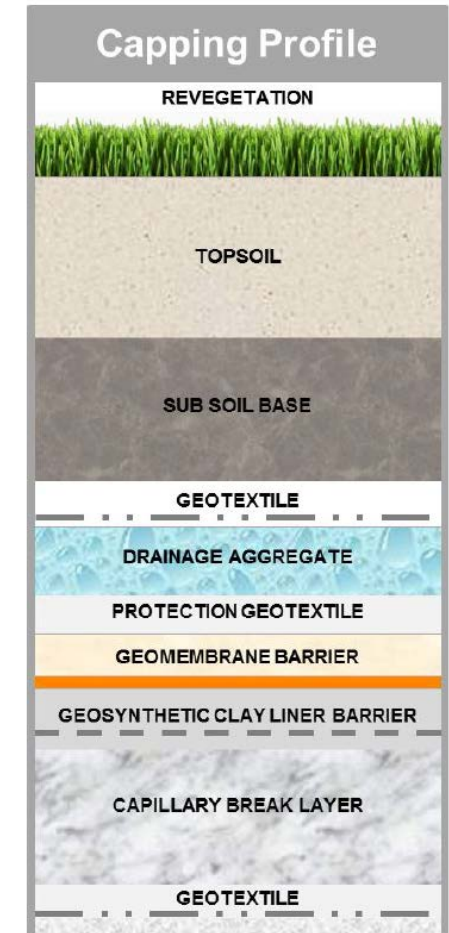 Capping Profile
REVEGETATION
TOPSOIL
SUB SOIL BASE
GEOTEXTILE
DRAINAGE AGGREGATE
PROTECTION GEOTEXTILE
GEOMEMBRANE BARRIER
GEOSYNTHETIC CLAY LINER BARRIER
CAPILLARY BREAK LAYER
GEOTEXTILE